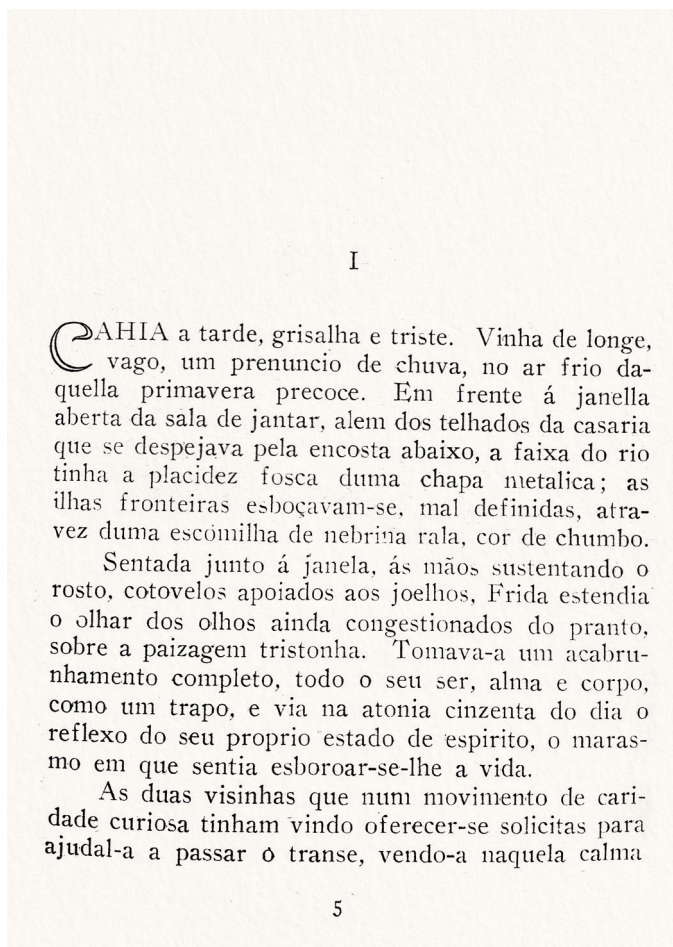 I
CAHIA a tarde, grisalha e triste. Vinha de longe,
vago, um prenuncio de chuva, no ar frio da-
quella primavera precoce. Em frente á janella
aberta da sala de jantar, alem dos telhados da casaria
que se despejava pela encosta abaixo, a faixa do rio
tinha a placidez fosca duma chapa metalica; as
ilhas fronteiras esboçavam-se, mal definidas, atra-
vez duma escomilha de nebrina rala, cor de chumbo.
Sentada junto á janela, ás mãos sustentando o
rosto, cotovelos apoiados aos joelhos, Frida estendia
o olhar dos olhos ainda congestionados do pranto,
sobre a paizagem tristonha. Tomava-a um acabru-
nhamento completo, todo o seu ser, alma e corpo,
como um trapo, e via na atonia cinzenta do dia o
reflexo do seu proprio estado de espirito, o maras-
mo em que sentia esboroar-se-lhe a vida.
As duas visinhas que num movimento de cari-
dade curiosa tinham vindo oferecer-se solicitas para
ajudal-a a passar o transe, vendo-a naquela calma
5